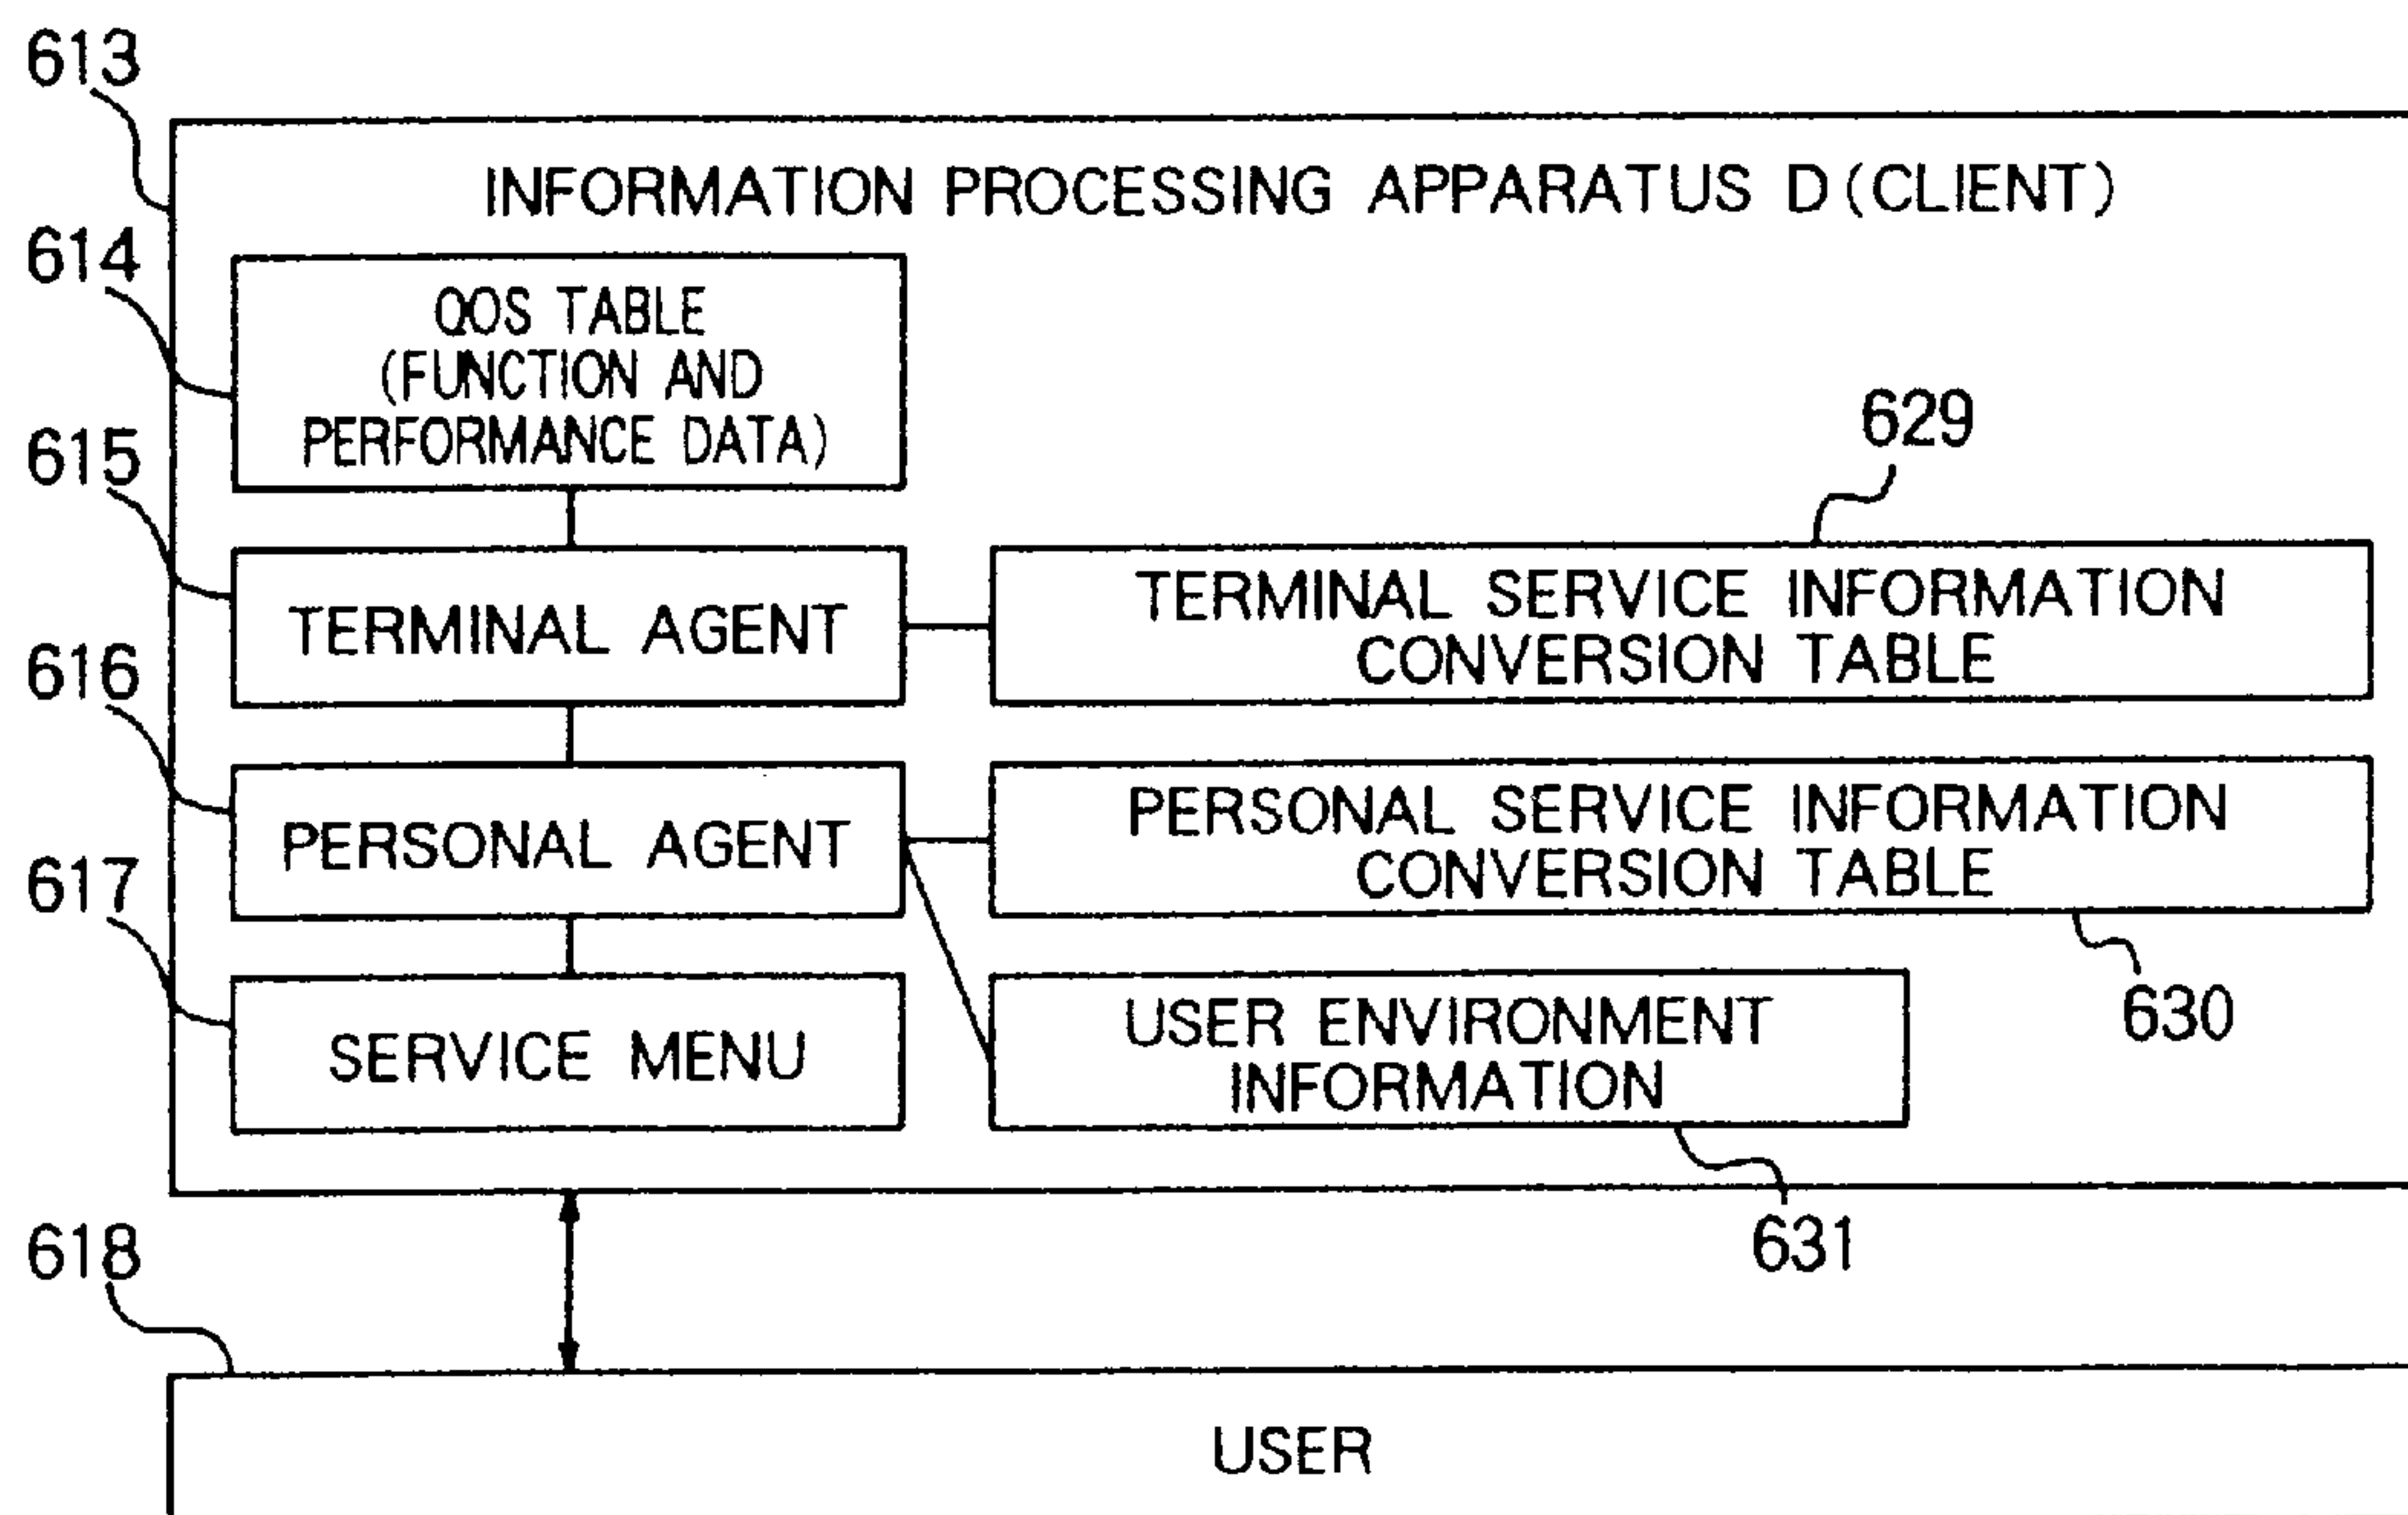 613
INFORMATION PROCESSING APPARATUS D (CLIENT)
614
QOS TABLE
(FUNCTION AND
PERFORMANCE DATA)
615
629
TERMINAL AGENT
TERMINAL SERVICE INFORMATION
CONVERSION TABLE
616
PERSONAL AGENT
PERSONAL SERVICE INFORMATION
CONVERSION TABLE
617
630
SERVICE MENU
USER ENVIRONMENT
INFORMATION
631
618
USER